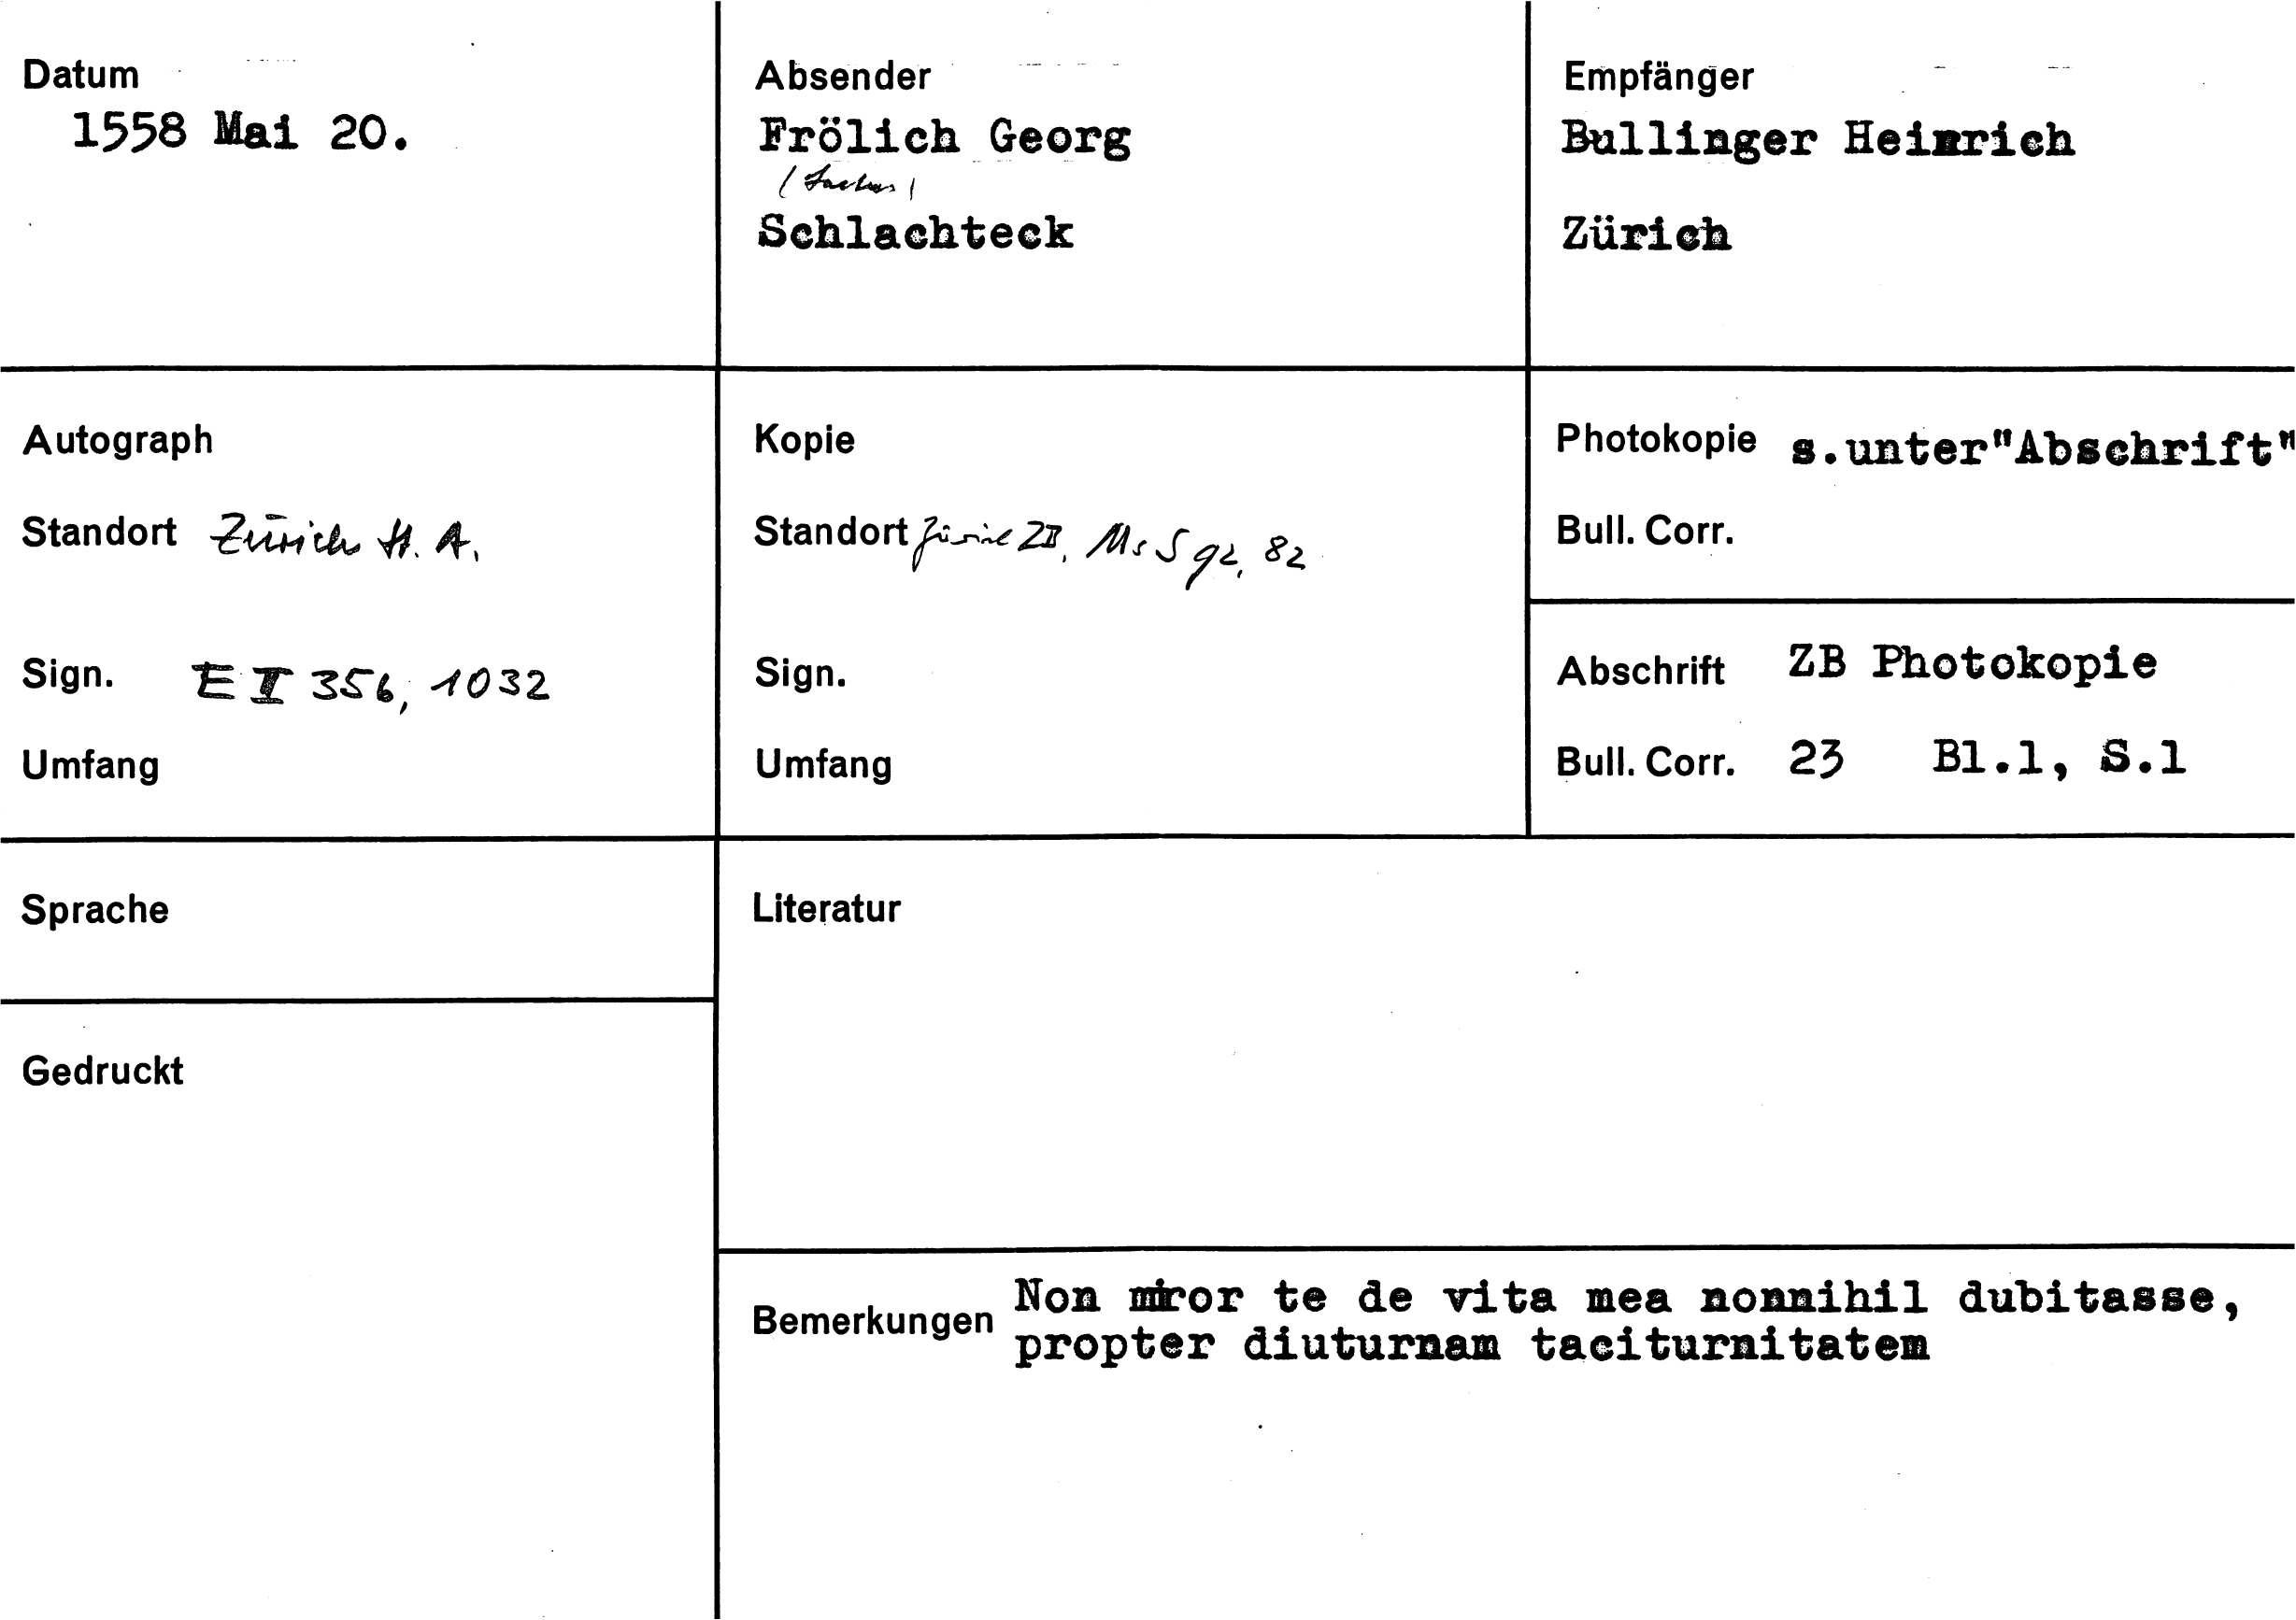 Datum
1558 Mai 20.
Absender
Frölich Georg
(Laetus)
Schlachteck
Empfänger
Bullinger Heinrich
Zürich
Autograph
Standort Zürich St. A.
Sign. E II 356, 1032
Umfang
Kopie
Standort Zürich ZB, Ms S 92, 82
Sign.
Umfang
Photokopie s.unter"Abschrift"
Bull. Corr.
Abschrift ZB Photokopie
Bull. Corr. 23 Bl.1, S.1
Sprache
Gedruckt
Literatur
Bemerkungen Non miror te de vita mea nonnihil dubitasse,
propter diuturnam taciturnitatem